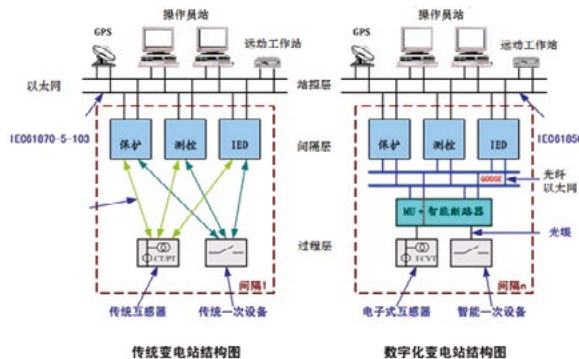 操作员站
GPS
远动工作站
以太网
站控层
IEC61870-5-103
保护
测控
IED
间隔层
CT/PT
过程层
间隔1
传统互感器
传统一次设备
传统变电站结构图
操作员站
GPS
远动工作站
IEC6185
保护
测控
IED
GOOSE
光纤
以太网
MU+智能断路器
光缆
ECVT
间隔n
电子式互感器
智能一次设备
数字化变电站结构图